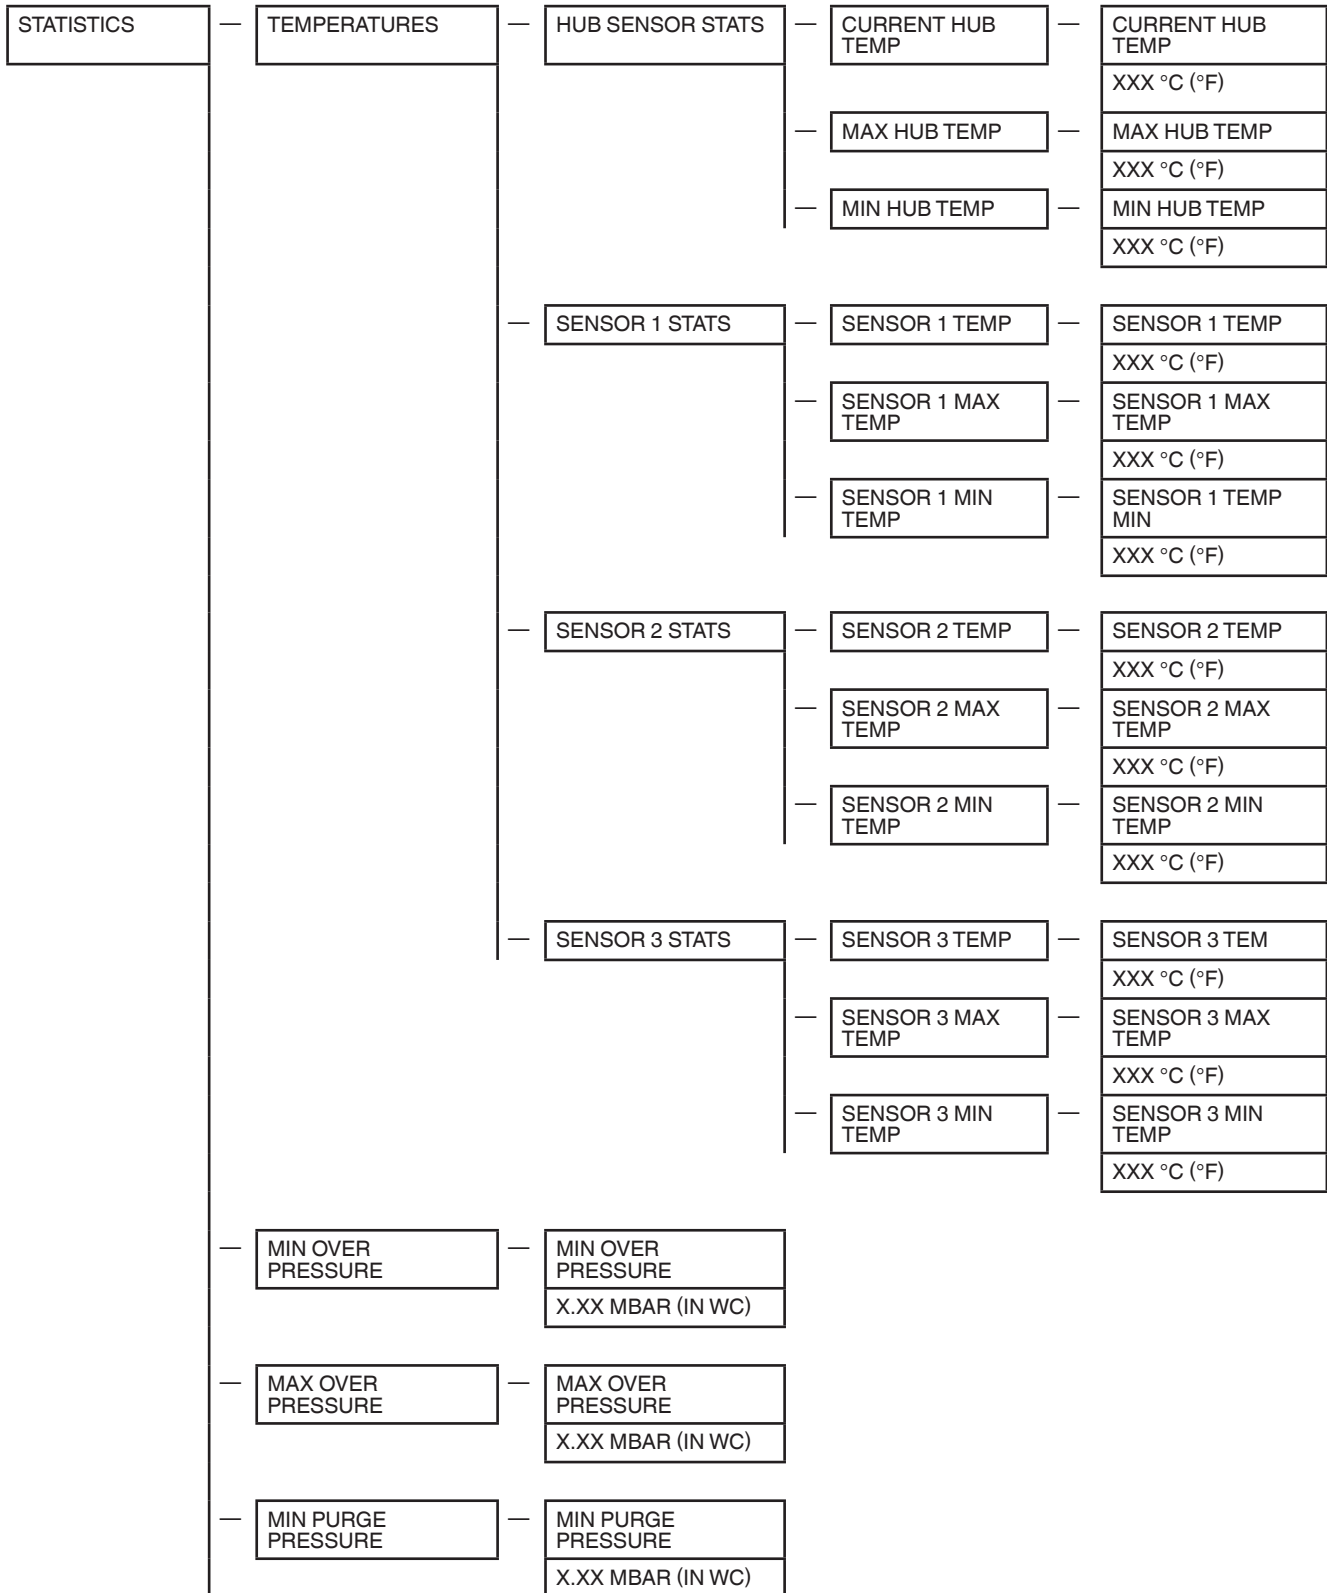 STATISTICS — TEMPERATURES — HUB SENSOR STATS — CURRENT HUB TEMP — CURRENT HUB TEMP
XXX °C (°F)
— MAX HUB TEMP — MAX HUB TEMP
XXX °C (°F)
— MIN HUB TEMP — MIN HUB TEMP
XXX °C (°F)
— SENSOR 1 STATS — SENSOR 1 TEMP — SENSOR 1 TEMP
XXX °C (°F)
— SENSOR 1 MAX TEMP — SENSOR 1 MAX TEMP
XXX °C (°F)
— SENSOR 1 MIN TEMP — SENSOR 1 TEMP MIN
XXX °C (°F)
— SENSOR 2 STATS — SENSOR 2 TEMP — SENSOR 2 TEMP
XXX °C (°F)
— SENSOR 2 MAX TEMP — SENSOR 2 MAX TEMP
XXX °C (°F)
— SENSOR 2 MIN TEMP — SENSOR 2 MIN TEMP
XXX °C (°F)
— SENSOR 3 STATS — SENSOR 3 TEMP — SENSOR 3 TEM
XXX °C (°F)
— SENSOR 3 MAX TEMP — SENSOR 3 MAX TEMP
XXX °C (°F)
— SENSOR 3 MIN TEMP — SENSOR 3 MIN TEMP
XXX °C (°F)
— MIN OVER PRESSURE — MIN OVER PRESSURE
X.XX MBAR (IN WC)
— MAX OVER PRESSURE — MAX OVER PRESSURE
X.XX MBAR (IN WC)
— MIN PURGE PRESSURE — MIN PURGE PRESSURE
X.XX MBAR (IN WC)